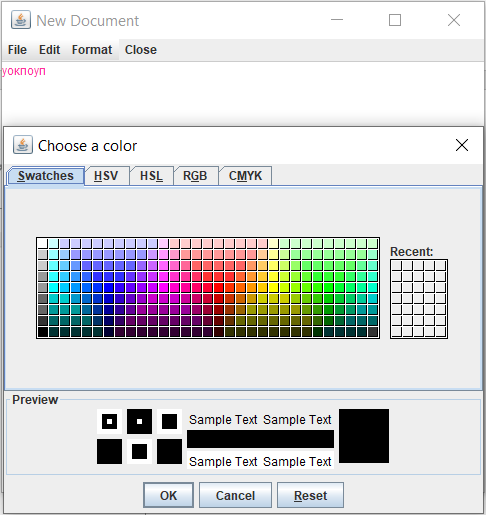 New Document
File Edit Format Close
уокпоуп
Choose a color
Swatches HSV HSL RGB CMYK
Recent:
Preview
Sample Text Sample Text
Sample Text Sample Text
OK Cancel Reset